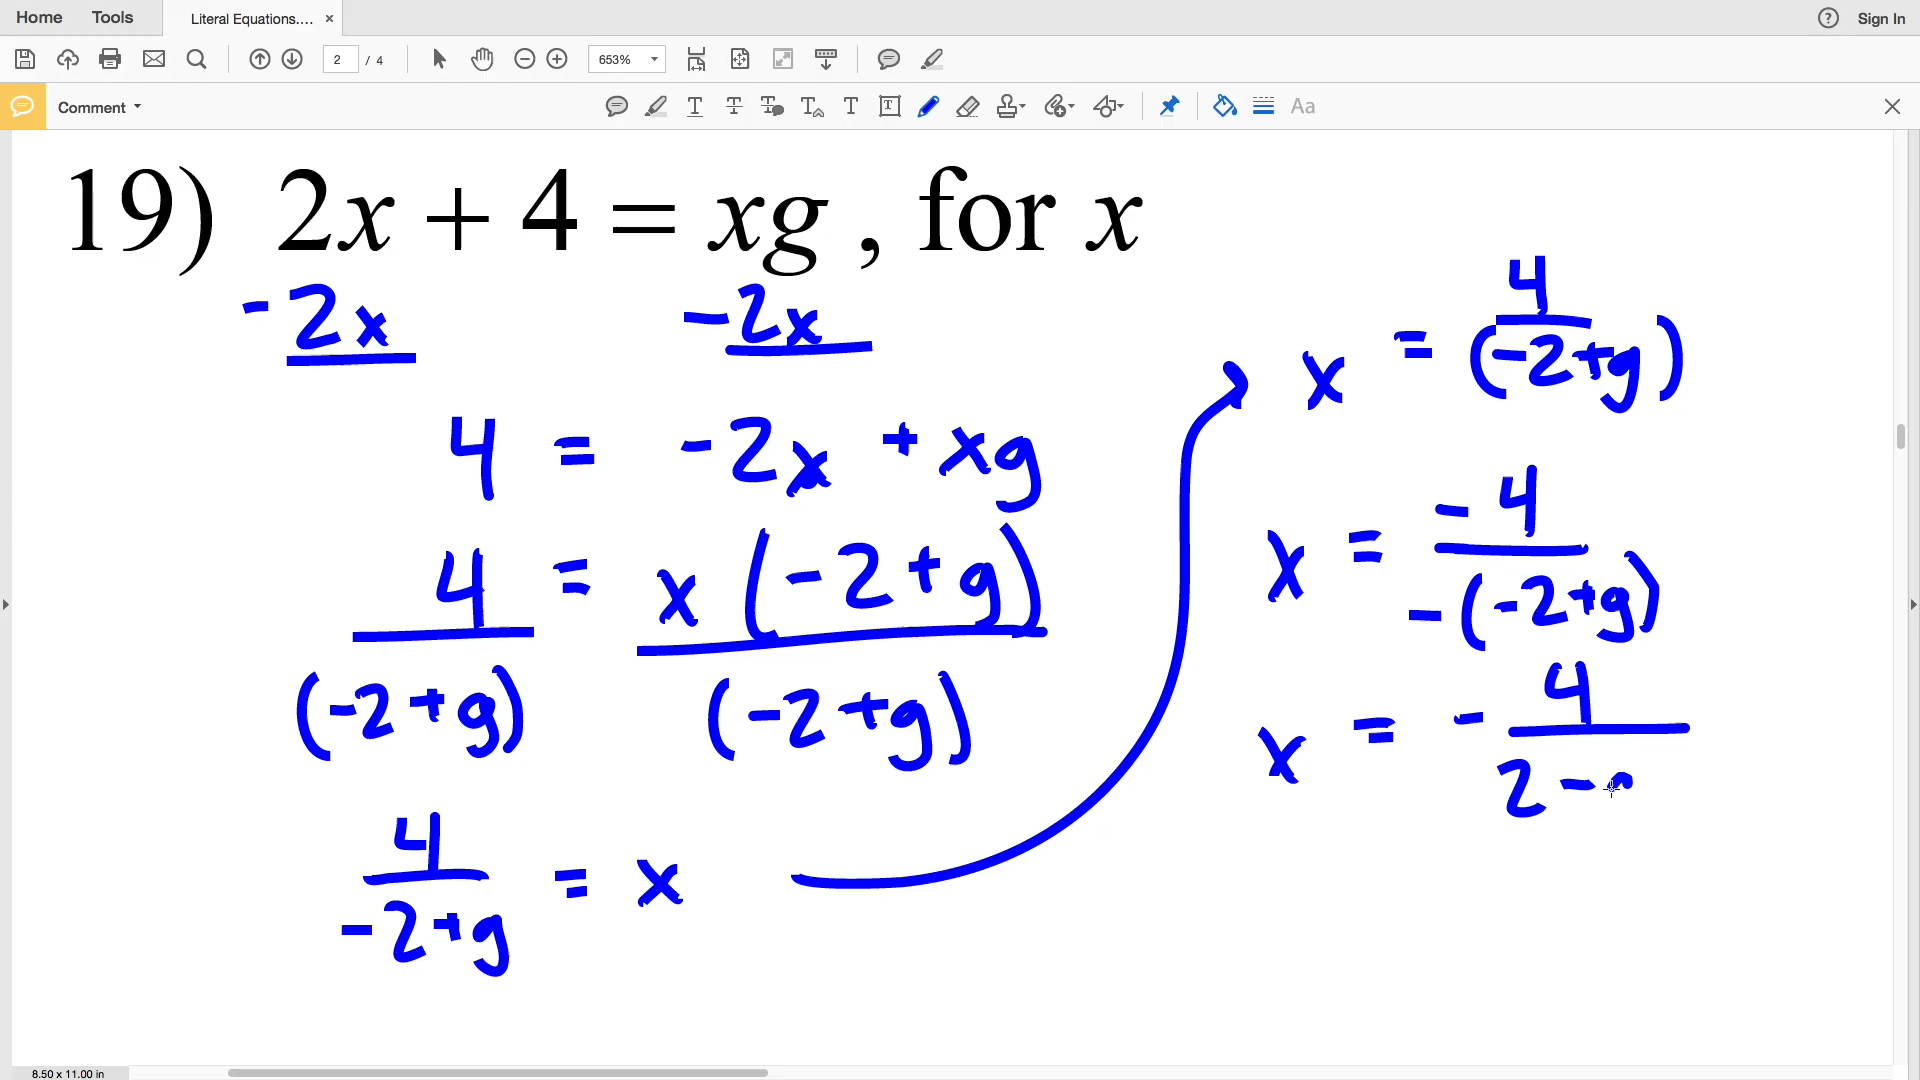 Home Tools Literal Equations.... × Sign In
2 / 4 653%
Comment Aa
19) 2x + 4 = xg , for x
-2x -2x
4 = -2x + xg
4 = x (-2+g)
(-2+g) (-2+g)
4
-2+g = x
x = 4
(-2+g)
x = -4
-(-2+g)
x = - 4
2 -
8.50 x 11.00 in